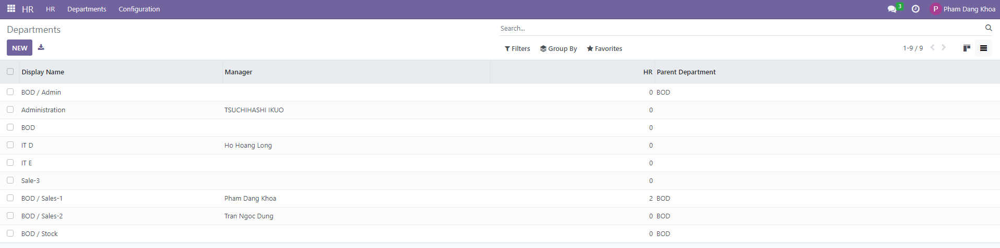 HR HR Departments Configuration 3 P Pham Dang Khoa
Departments Search...
NEW Filters Group By Favorites 1-9 / 9
Display Name Manager HR Parent Department
BOD / Admin 0 BOD
Administration TSUCHIHASHI IKUO 0
BOD 0
IT D Ho Hoang Long 0
IT E 0
Sale-3 0
BOD / Sales-1 Pham Dang Khoa 2 BOD
BOD / Sales-2 Tran Ngoc Dung 0 BOD
BOD / Stock 0 BOD